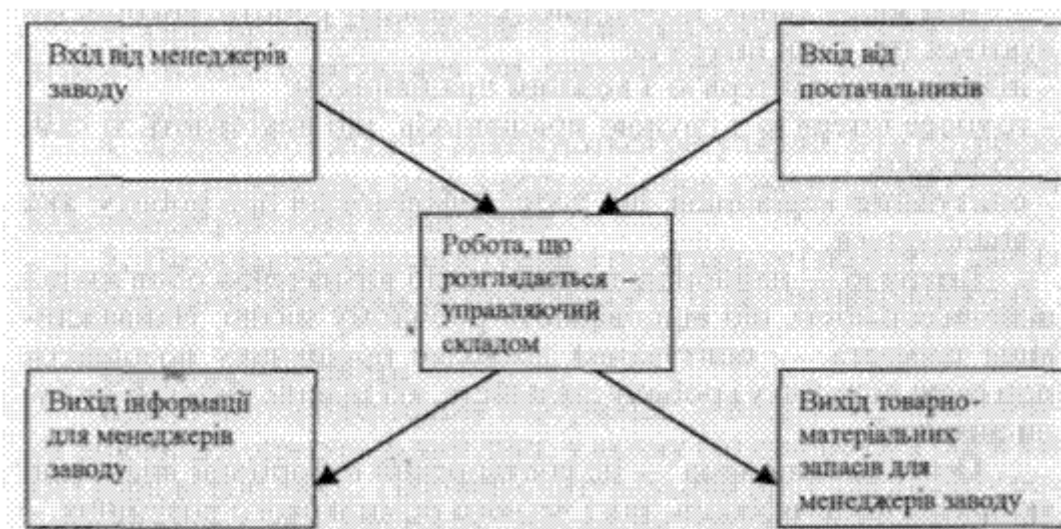 Вхід від менеджерів
заводу
Вхід від
постачальників
Робота, що
розглядається –
управляючий
складом
Вихід інформації
для менеджерів
заводу
Вихід товарно-
матеріальних
запасів для
менеджерів заводу